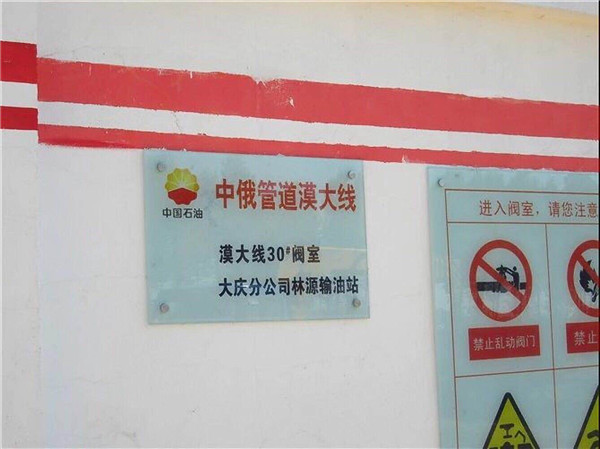 中国石油
中俄管道漠大线
漠大线30#阀室
大庆分公司林源输油站
进入阀室，请您注意
禁止乱动阀门
禁止